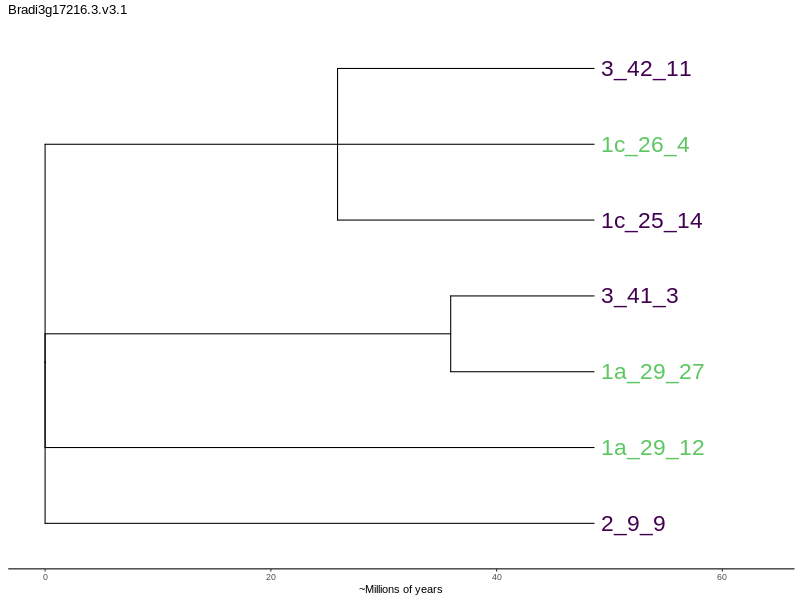 Bradi3g17216.3.v3.1
3_42_11
1c_26_4
1c_25_14
3_41_3
1a_29_27
1a_29_12
2_9_9
0 20 40 60
~Millions of years